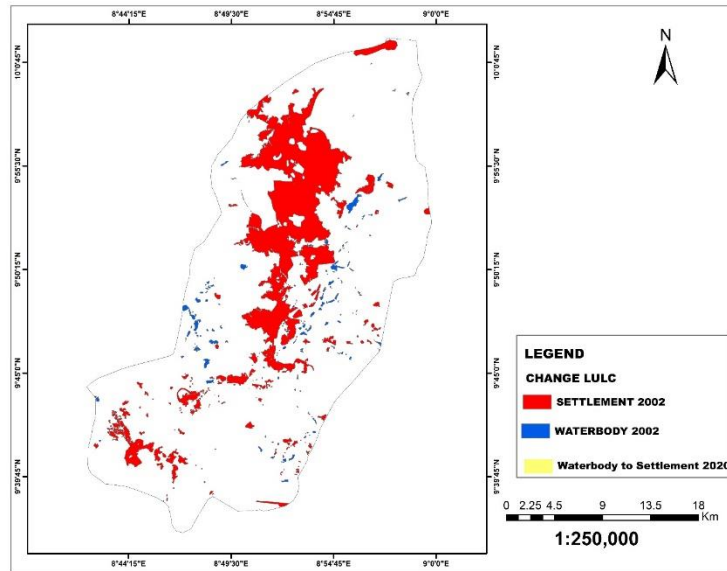 8°44'15"E 8°49'30"E 8°54'45"E 9°0'0"E
N
10°0'45"N 10°0'45"N
9°55'30"N 9°55'30"N
9°50'15"N 9°50'15"N
9°45'0"N 9°45'0"N
9°39'45"N 9°39'45"N
8°44'15"E 8°49'30"E 8°54'45"E 9°0'0"E
LEGEND
CHANGE LULC
SETTLEMENT 2002
WATERBODY 2002
Waterbody to Settlement 2020
0 2.25 4.5 9 13.5 18
Km
1:250,000